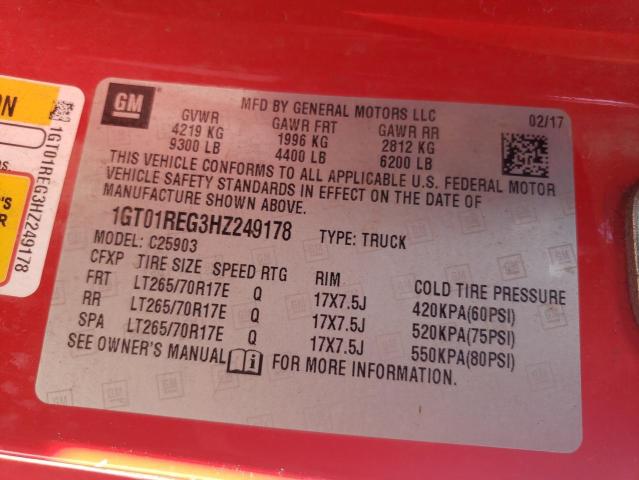 GM
MFD BY GENERAL MOTORS LLC 02/17
GVWR GAWR FRT GAWR RR
4219 KG 1996 KG 2812 KG
9300 LB 4400 LB 6200 LB
THIS VEHICLE CONFORMS TO ALL APPLICABLE U.S. FEDERAL MOTOR
VEHICLE SAFETY STANDARDS IN EFFECT ON THE DATE OF
MANUFACTURE SHOWN ABOVE.
1GT01REG3HZ249178 TYPE: TRUCK
MODEL: C25903
CFXP TIRE SIZE SPEED RTG RIM COLD TIRE PRESSURE
FRT LT265/70R17E Q 17X7.5J 420KPA(60PSI)
RR LT265/70R17E Q 17X7.5J 520KPA(75PSI)
SPA LT265/70R17E Q 17X7.5J 550KPA(80PSI)
SEE OWNER'S MANUAL FOR MORE INFORMATION.
ON
s.
'S
R
1GT01REG3HZ249178